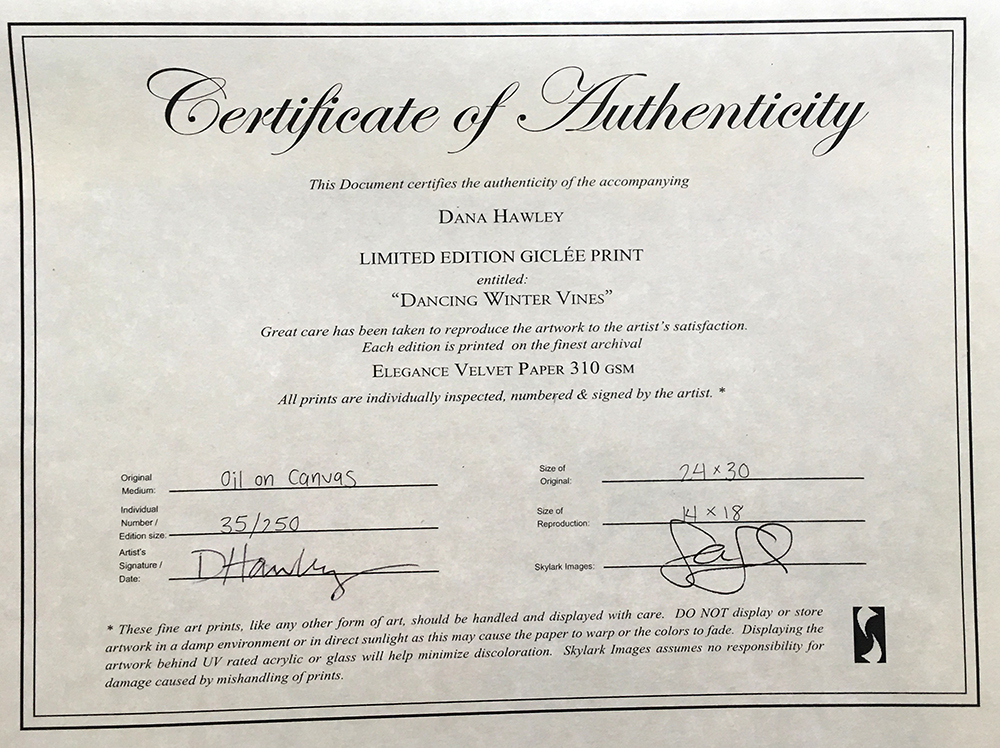 Certificate of Authenticity
This Document certifies the authenticity of the accompanying
DANA HAWLEY
LIMITED EDITION GICLÉE PRINT
entitled:
“DANCING WINTER VINES”
Great care has been taken to reproduce the artwork to the artist's satisfaction.
Each edition is printed on the finest archival
ELEGANCE VELVET PAPER 310 GSM
All prints are individually inspected, numbered & signed by the artist. *
Original
Medium: Oil on Canvas
Individual
Number /
Edition size: 35/250
Artist's
Signature /
Date: DHawley
Size of
Original: 24 x 30
Size of
Reproduction: 14 x 18
Skylark Images:
* These fine art prints, like any other form of art, should be handled and displayed with care. DO NOT display or store
artwork in a damp environment or in direct sunlight as this may cause the paper to warp or the colors to fade. Displaying the
artwork behind UV rated acrylic or glass will help minimize discoloration. Skylark Images assumes no responsibility for
damage caused by mishandling of prints.